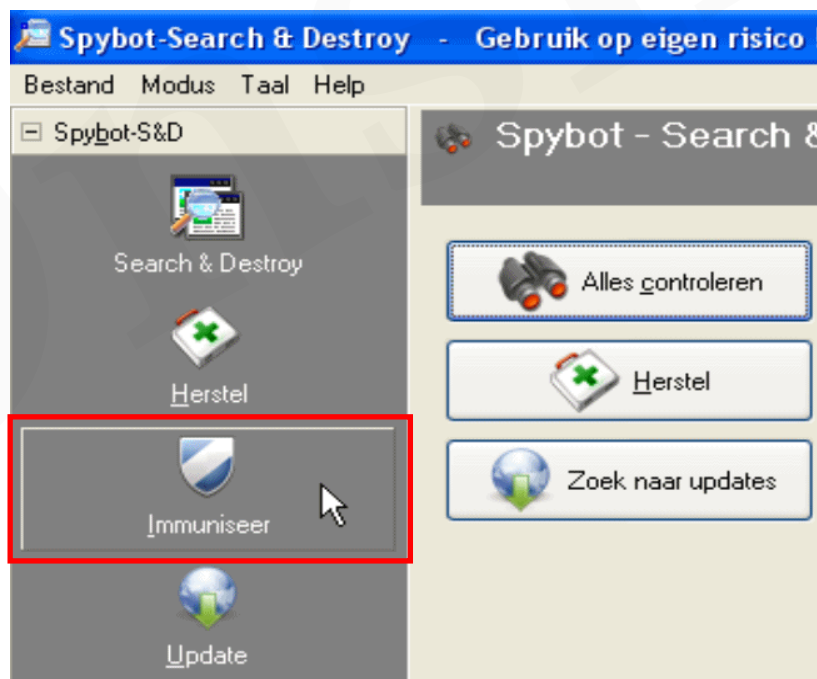 Spybot-Search & Destroy - Gebruik op eigen risico
Bestand Modus Taal Help
Spybot-S&D
Search & Destroy
Herstel
Immuniseer
Update
Spybot - Search &
Alles controleren
Herstel
Zoek naar updates